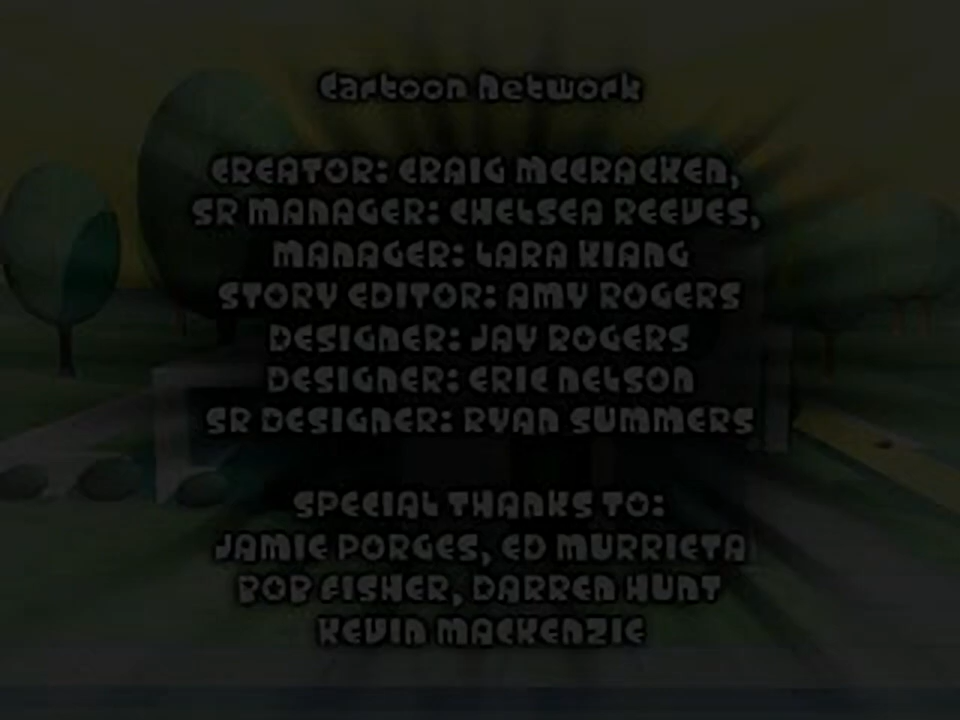 Cartoon Network
CREATOR: CRAIG MCCRACKEN,
SR MANAGER: CHELSEA REEVES,
MANAGER: LARA KIANG
STORY EDITOR: AMY ROGERS
DESIGNER: JAY ROGERS
DESIGNER: ERIC NELSON
SR DESIGNER: RYAN SUMMERS
SPECIAL THANKS TO:
JAMIE PORGES, ED MURRIETA
BOB FISHER, DARREN HUNT
KEVIN MACKENZIE